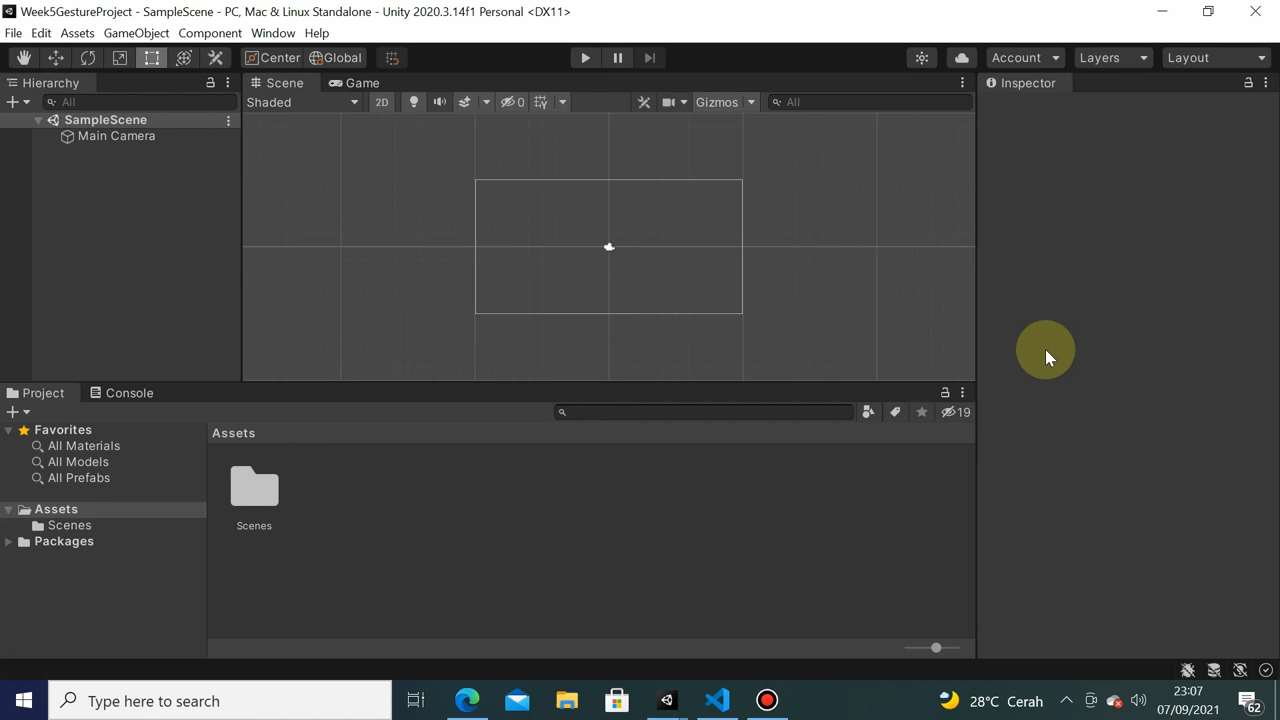 Week5GestureProject - SampleScene - PC, Mac & Linux Standalone - Unity 2020.3.14f1 Personal <DX11>
File Edit Assets GameObject Component Window Help
Center Global Account Layers Layout
Hierarchy Scene Game Inspector
All Shaded 2D 0 Gizmos All
SampleScene
Main Camera
Project Console
19
Favorites Assets
All Materials
All Models
All Prefabs
Assets
Scenes
Scenes
Packages
Type here to search 28°C Cerah 23:07
07/09/2021
62